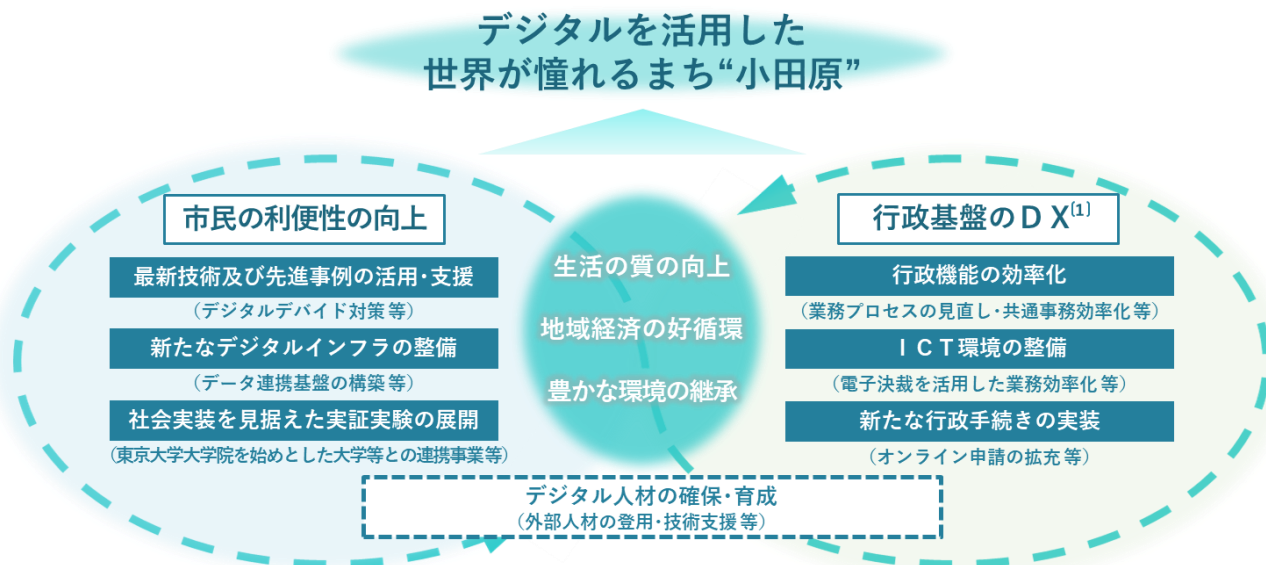 デジタルを活用した
世界が憧れるまち“小田原”
市民の利便性の向上
最新技術及び先進事例の活用・支援
（デジタルデバイド対策 等）
新たなデジタルインフラの整備
（データ連携基盤の構築 等）
社会実装を見据えた実証実験の展開
（東京大学大学院を始めとした大学等との連携事業 等）
生活の質の向上
地域経済の好循環
豊かな環境の継承
行政基盤のＤＸ[1]
行政機能の効率化
（業務プロセスの見直し・共通事務効率化 等）
ＩＣＴ環境の整備
（電子決裁を活用した業務効率化 等）
新たな行政手続きの実装
（オンライン申請の拡充 等）
デジタル人材の確保・育成
（外部人材の登用・技術支援 等）